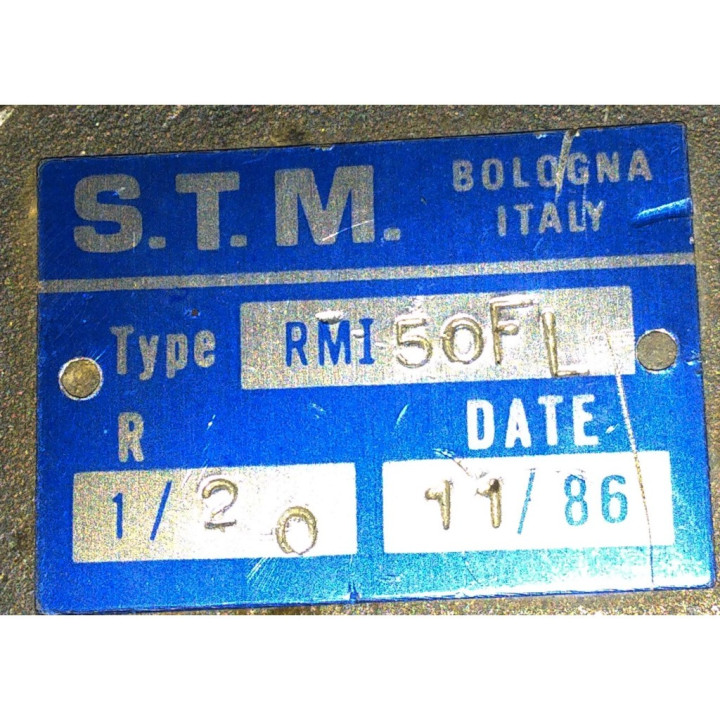 S.T.M. BOLOGNA
ITALY
Type RMI 50FL
R DATE
1/20 11/86